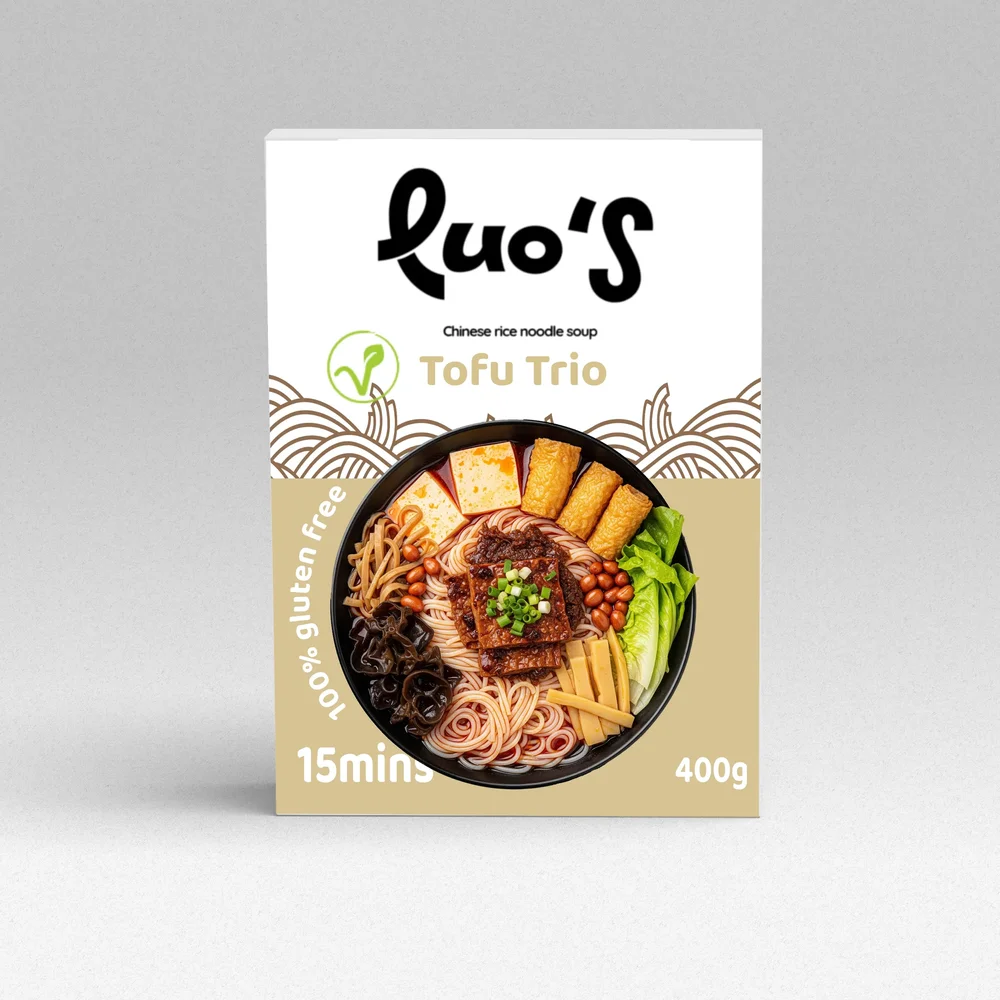 luo's
Chinese rice noodle soup
Tofu Trio
100% gluten free
15mins
400g